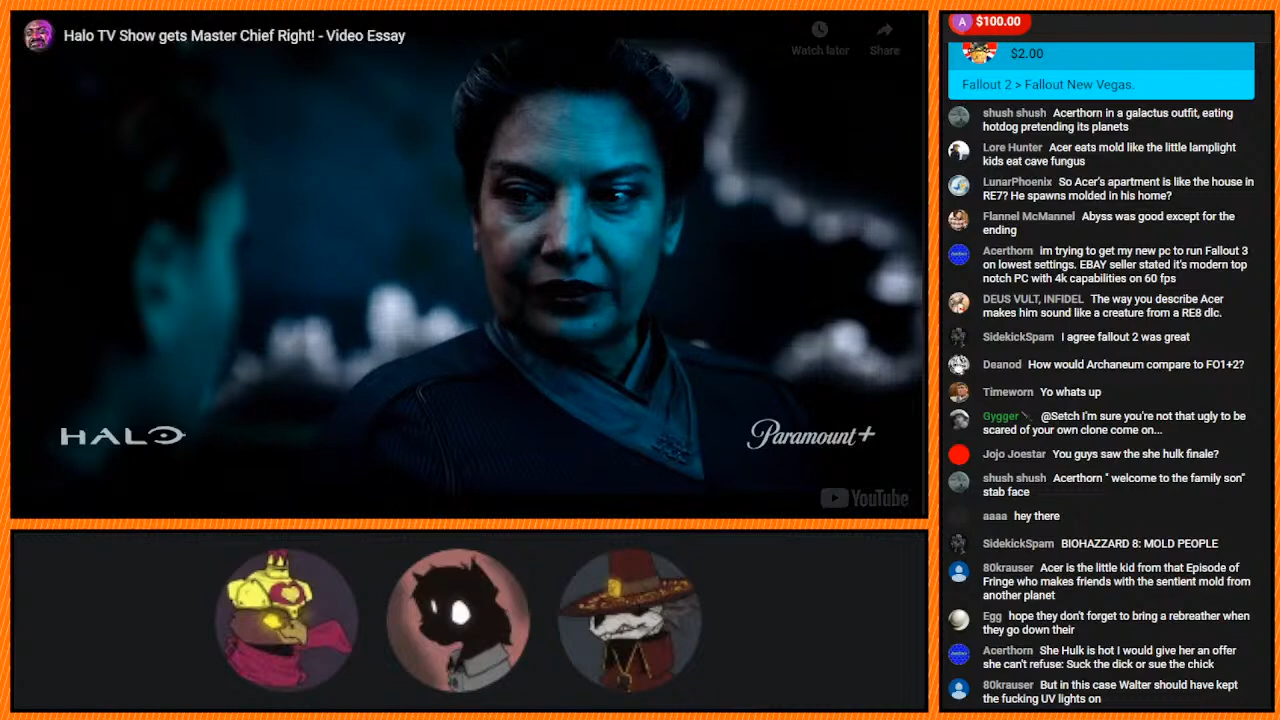 Halo TV Show gets Master Chief Right! - Video Essay
Watch later
Share
HALO
Paramount+
YouTube
A $100.00
$2.00
Fallout 2 > Fallout New Vegas.
shush shush Acerthorn in a galactus outfit, eating
hotdog pretending its planets
Lore Hunter Acer eats mold like the little lamplight
kids eat cave fungus
LunarPhoenix So Acer's apartment is like the house in
RE7? He spawns molded in his home?
Flannel McMannel Abyss was good except for the
ending
Acerthorn im trying to get my new pc to run Fallout 3
on lowest settings. EBAY seller stated it's modern top
notch PC with 4k capabilities on 60 fps
DEUS VULT, INFIDEL The way you describe Acer
makes him sound like a creature from a RE8 dlc.
SidekickSpam I agree fallout 2 was great
Deanod How would Archaneum compare to FO1+2?
Timeworn Yo whats up
Gygger @Setch I'm sure you're not that ugly to be
scared of your own clone come on...
Jojo Joestar You guys saw the she hulk finale?
shush shush Acerthorn " welcome to the family son"
stab face
aaaa hey there
SidekickSpam BIOHAZZARD 8: MOLD PEOPLE
80krauser Acer is the little kid from that Episode of
Fringe who makes friends with the sentient mold from
another planet
Egg hope they don't forget to bring a rebreather when
they go down their
Acerthorn She Hulk is hot I would give her an offer
she can't refuse: Suck the dick or sue the chick
80krauser But in this case Walter should have kept
the fucking UV lights on